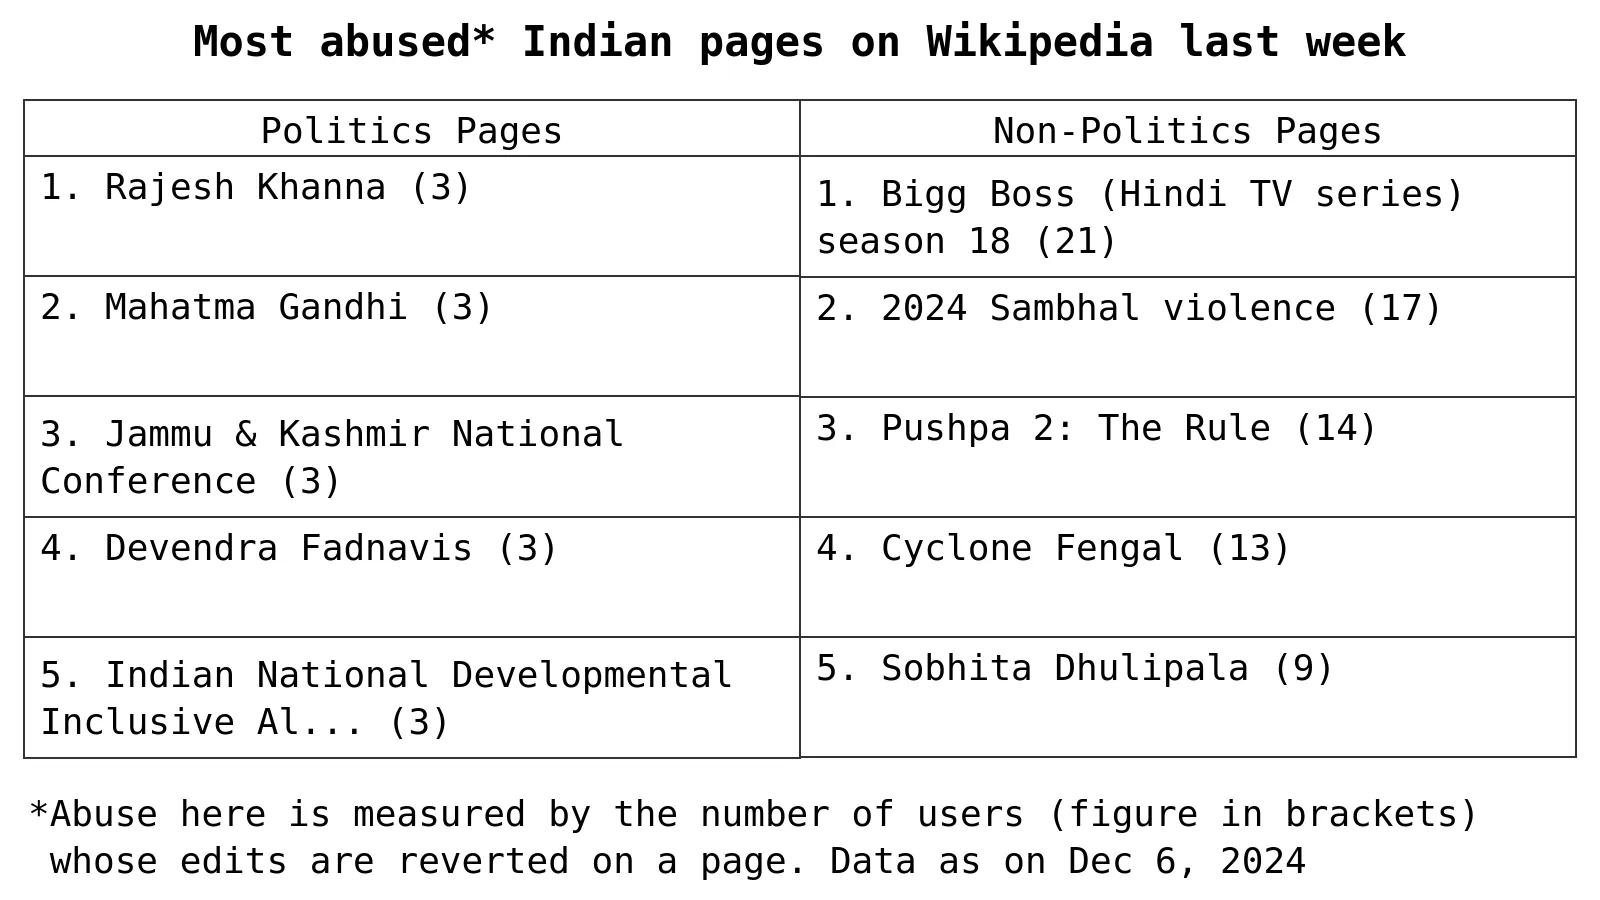 Most abused* Indian pages on Wikipedia last week
Politics Pages
1. Rajesh Khanna (3)
2. Mahatma Gandhi (3)
3. Jammu & Kashmir National
Conference (3)
4. Devendra Fadnavis (3)
5. Indian National Developmental
Inclusive Al... (3)
Non-Politics Pages
1. Bigg Boss (Hindi TV series)
season 18 (21)
2. 2024 Sambhal violence (17)
3. Pushpa 2: The Rule (14)
4. Cyclone Fengal (13)
5. Sobhita Dhulipala (9)
*Abuse here is measured by the number of users (figure in brackets)
whose edits are reverted on a page. Data as on Dec 6, 2024